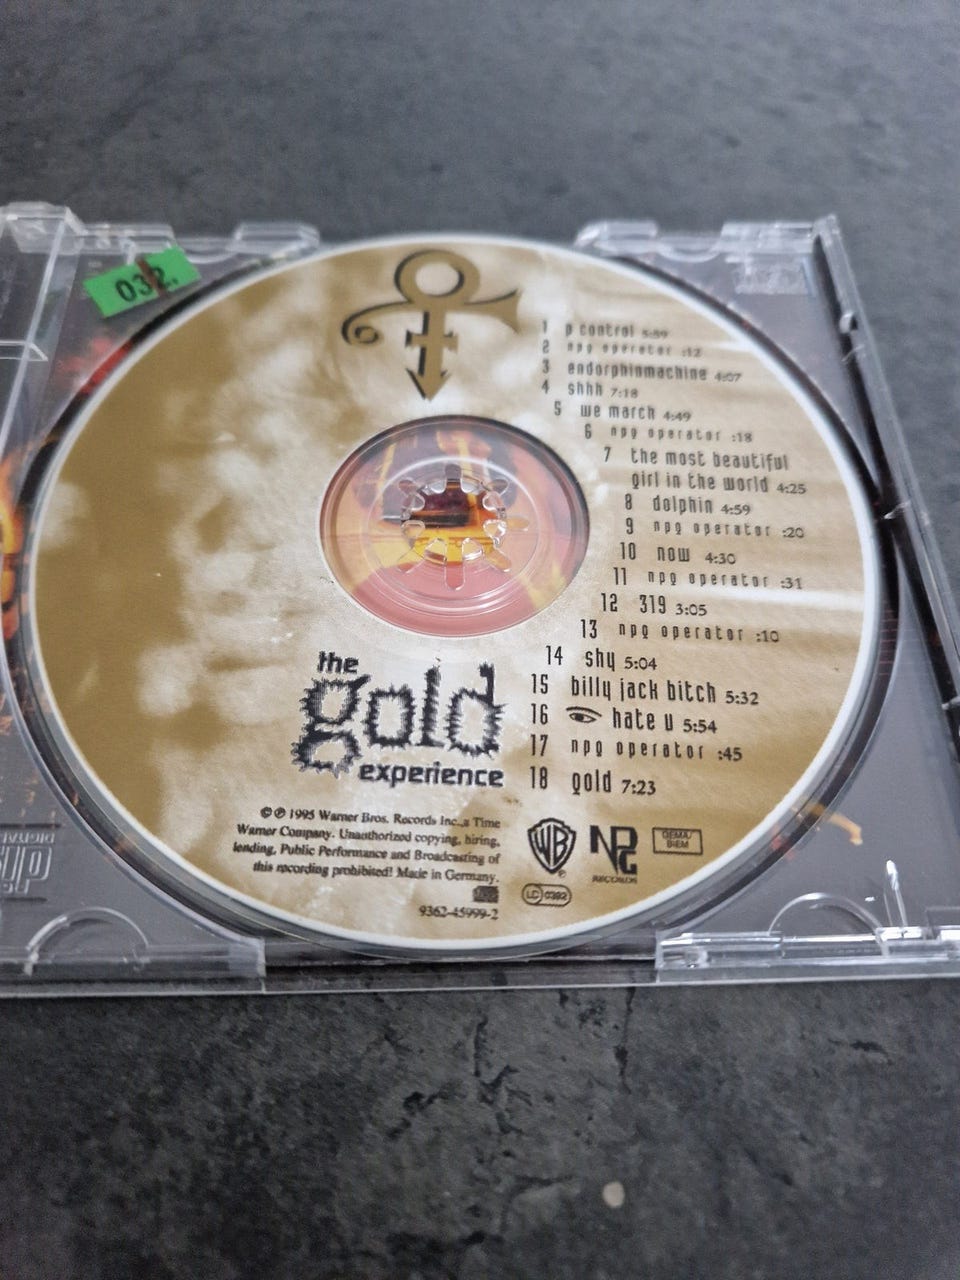 032.
1 p control 5:59
2 npg operator :12
3 endorphinmachine 4:07
4 shhh 7:18
5 we march 4:49
6 npg operator :18
7 the most beautiful
girl in the world 4:25
8 dolphin 4:59
9 npg operator :20
10 now 4:30
11 npg operator :31
12 319 3:05
13 npg operator :10
14 shy 5:04
15 billy jack bitch 5:32
16 hate u 5:54
17 npg operator :45
18 gold 7:23
the
gold
experience
© ℗ 1995 Warner Bros. Records Inc., a Time
Warner Company. Unauthorized copying, hiring,
lending, Public Performance and Broadcasting of
this recording prohibited! Made in Germany.
9362-45999-2
WB
NPG
RECORDS
GEMA/
BIEM
LC 0392